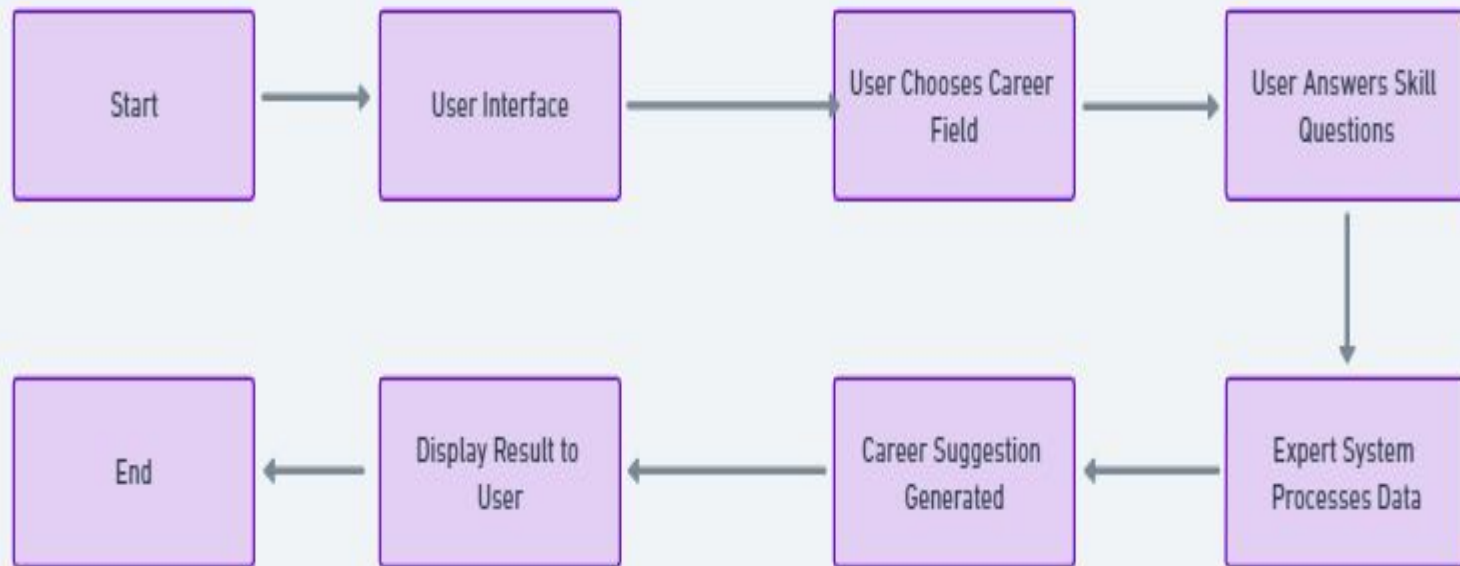 Start
User Interface
User Chooses Career
Field
User Answers Skill
Questions
Expert System
Processes Data
Career Suggestion
Generated
Display Result to
User
End